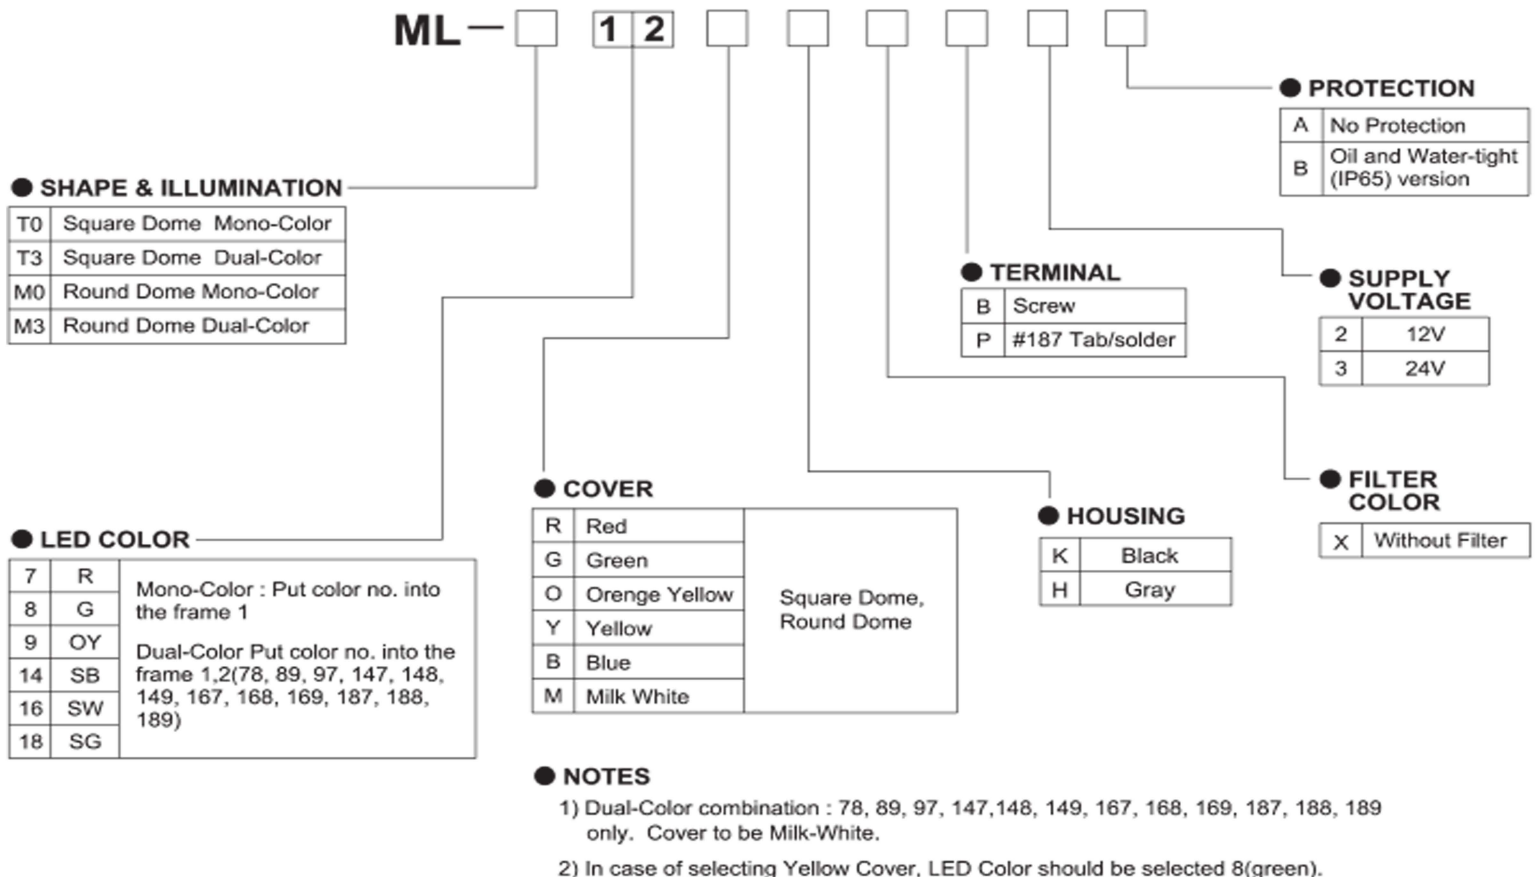 ML— 1 2
● PROTECTION
A No Protection
B Oil and Water-tight
(IP65) version
● SHAPE & ILLUMINATION
T0 Square Dome Mono-Color
T3 Square Dome Dual-Color
M0 Round Dome Mono-Color
M3 Round Dome Dual-Color
● TERMINAL
B Screw
P #187 Tab/solder
● SUPPLY
VOLTAGE
2 12V
3 24V
● COVER
R Red
G Green
O Orenge Yellow
Y Yellow
B Blue
M Milk White
Square Dome,
Round Dome
● HOUSING
K Black
H Gray
● FILTER
COLOR
X Without Filter
● LED COLOR
7 R
8 G
9 OY
14 SB
16 SW
18 SG
Mono-Color : Put color no. into
the frame 1
Dual-Color Put color no. into the
frame 1,2(78, 89, 97, 147, 148,
149, 167, 168, 169, 187, 188,
189)
● NOTES
1) Dual-Color combination : 78, 89, 97, 147,148, 149, 167, 168, 169, 187, 188, 189
only. Cover to be Milk-White.
2) In case of selecting Yellow Cover, LED Color should be selected 8(green).